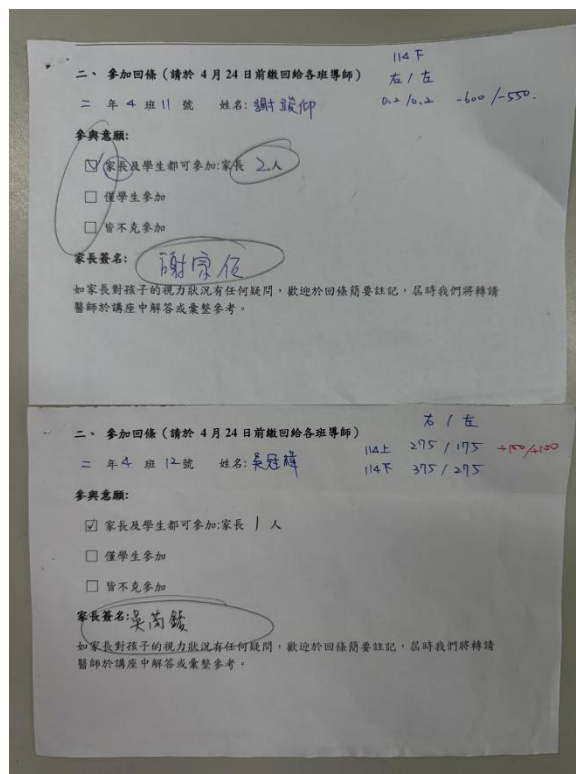 114下
二、 參加回條(請於 4月24日前繳回給各班導師) 右 / 左
二 年 4 班 11 號 姓名: 謝 仰 0.2 / 0.2 -600 / -550.
參與意願:
☑ 家長及學生都可參加:家長 2 人
☐ 僅學生參加
☐ 皆不克參加
家長簽名: 謝宗
如家長對孩子的視力狀況有任何疑問,歡迎於回條簡要註記,屆時我們將轉請
醫師於講座中解答或彙整參考。
右 / 左
二、 參加回條(請於 4月24日前繳回給各班導師)
114上 275 / 175 +100/+100
二 年 4 班 12 號 姓名: 吳冠
114下 375 / 275
參與意願:
☑ 家長及學生都可參加:家長 1 人
☐ 僅學生參加
☐ 皆不克參加
家長簽名: 吳
如家長對孩子的視力狀況有任何疑問,歡迎於回條簡要註記,屆時我們將轉請
醫師於講座中解答或彙整參考。